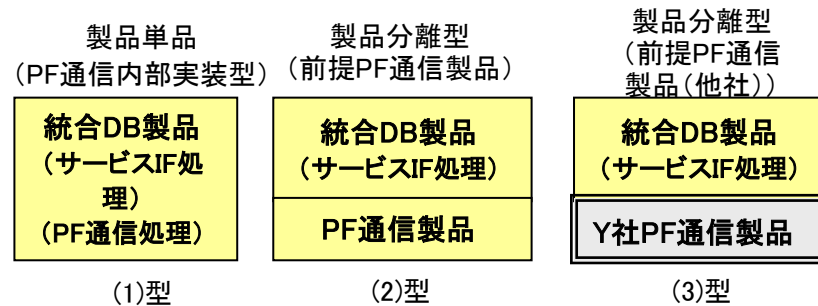 製品単品
（PF通信内部実装型）
統合DB製品
（サービスIF処
理）
（PF通信処理）
(1)型
製品分離型
（前提PF通信製品）
統合DB製品
（サービスIF処理）
PF通信製品
(2)型
製品分離型
（前提PF通信
製品（他社））
統合DB製品
（サービスIF処理）
Y社PF通信製品
(3)型